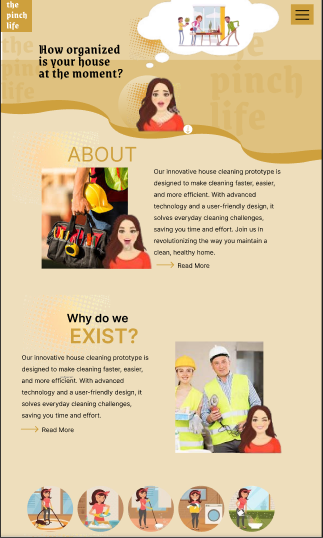 the
pinch
life
How organized
is your house
at the moment?
the
pinch
life
the
pinch
life
ABOUT
Our innovative house cleaning prototype is
designed to make cleaning faster, easier,
and more efficient. With advanced
technology and a user-friendly design, it
solves everyday cleaning challenges,
saving you time and effort. Join us in
revolutionizing the way you maintain a
clean, healthy home.
Read More
Why do we
EXIST?
Our innovative house cleaning prototype is
designed to make cleaning faster, easier,
and more efficient. With advanced
technology and a user-friendly design, it
solves everyday cleaning challenges,
saving you time and effort.
Read More